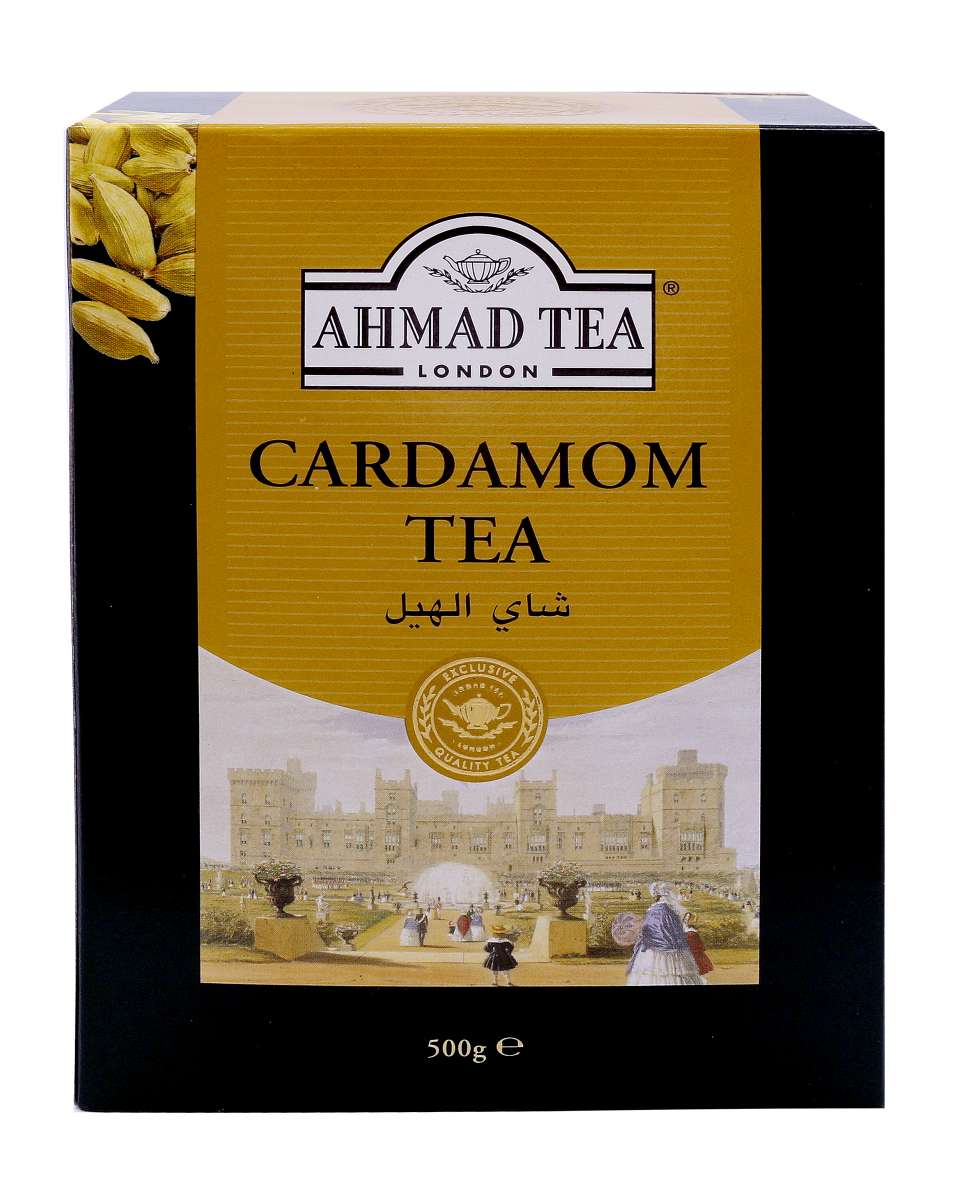 AHMAD TEA ®
LONDON
CARDAMOM
TEA
شاي الهيل
EXCLUSIVE
LONDON
QUALITY TEA
500g ℮